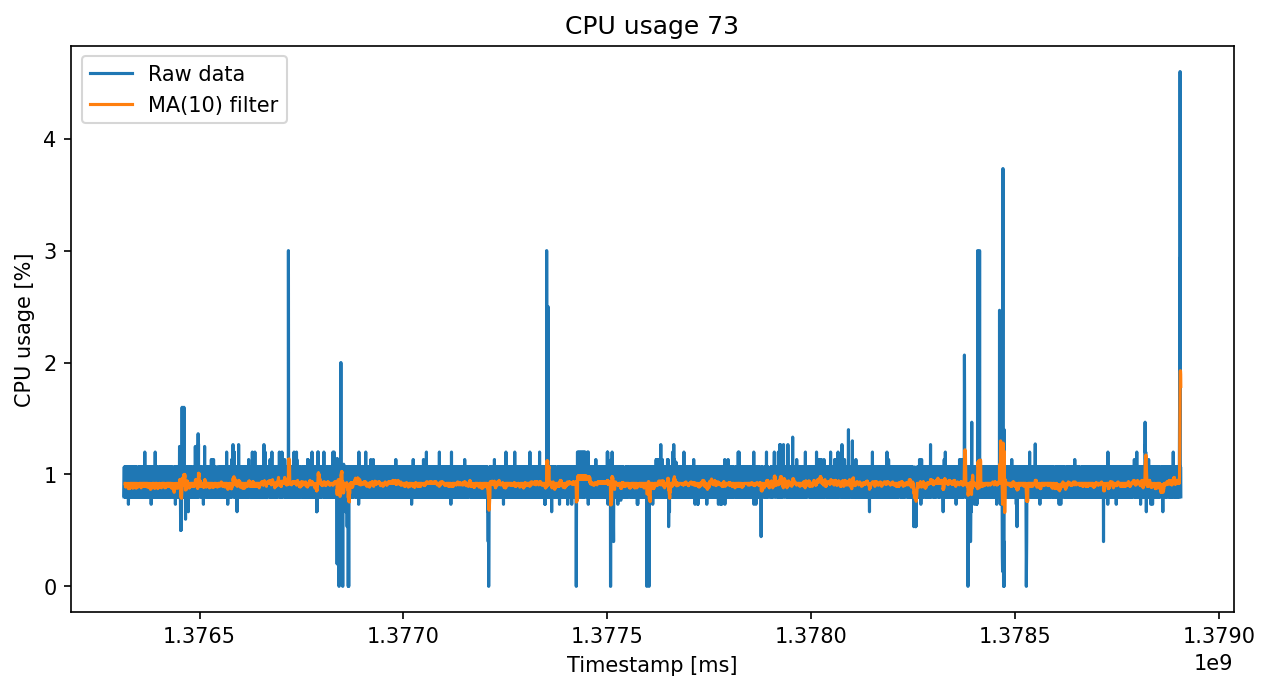 CPU usage 73
Raw data
MA(10) filter
CPU usage [%]
4
3
2
1
0
1.3765 1.3770 1.3775 1.3780 1.3785 1.3790
1e9
Timestamp [ms]